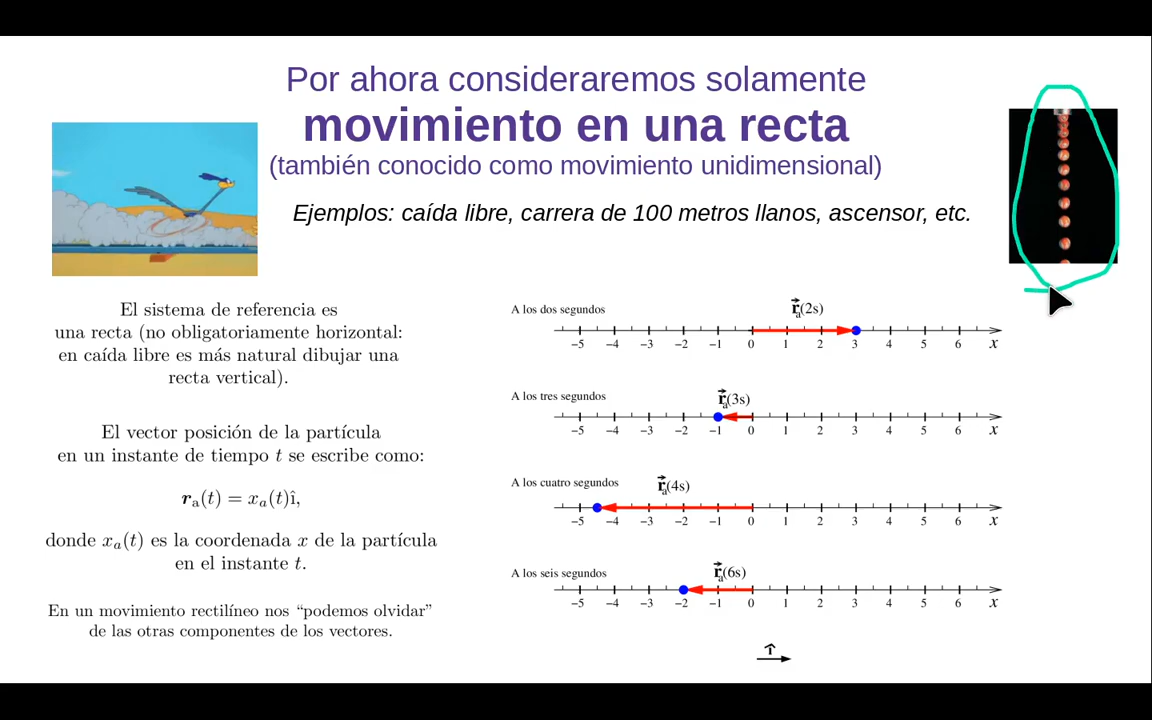 Por ahora consideraremos solamente
movimiento en una recta
(también conocido como movimiento unidimensional)
Ejemplos: caída libre, carrera de 100 metros llanos, ascensor, etc.
El sistema de referencia es
una recta (no obligatoriamente horizontal:
en caída libre es más natural dibujar una
recta vertical).
El vector posición de la partícula
en un instante de tiempo t se escribe como:
r_a(t) = x_a(t)î,
donde x_a(t) es la coordenada x de la partícula
en el instante t.
En un movimiento rectilíneo nos “podemos olvidar”
de las otras componentes de los vectores.
A los dos segundos
r⃗_a(2s)
−5 −4 −3 −2 −1 0 1 2 3 4 5 6 x
A los tres segundos
r⃗_a(3s)
−5 −4 −3 −2 −1 0 1 2 3 4 5 6 x
A los cuatro segundos
r⃗_a(4s)
−5 −4 −3 −2 −1 0 1 2 3 4 5 6 x
A los seis segundos
r⃗_a(6s)
−5 −4 −3 −2 −1 0 1 2 3 4 5 6 x
î